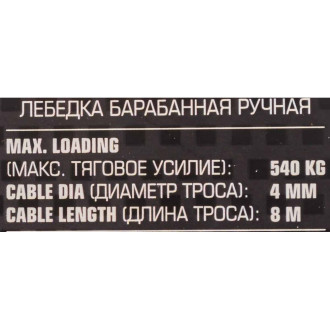 ЛЕБЕДКА БАРАБАННАЯ РУЧНАЯ
MAX. LOADING
(МАКС. ТЯГОВОЕ УСИЛИЕ): 540 KG
CABLE DIA (ДИАМЕТР ТРОСА): 4 MM
CABLE LENGTH (ДЛИНА ТРОСА): 8 M